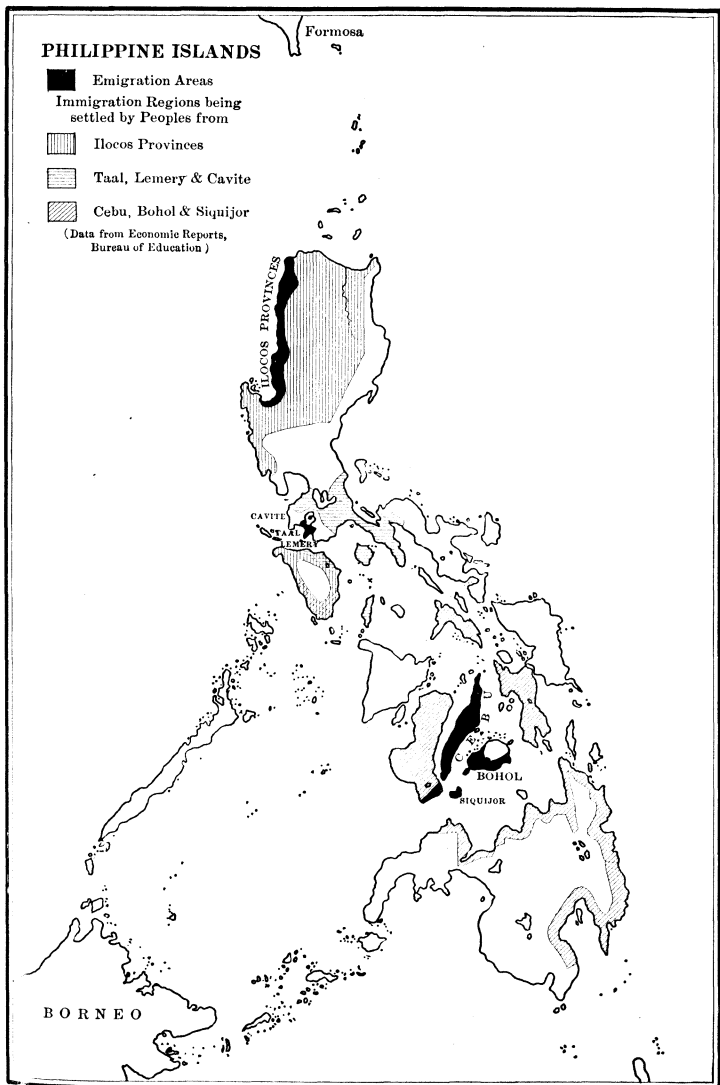 Formosa
PHILIPPINE ISLANDS
Emigration Areas
Immigration Regions being
settled by Peoples from
Ilocos Provinces
Taal, Lemery & Cavite
Cebu, Bohol & Siquijor
(Data from Economic Reports,
Bureau of Education)
ILOCOS PROVINCES
CAVITE
TAAL
LEMERY
CEBU
BOHOL
SIQUIJOR
BORNEO